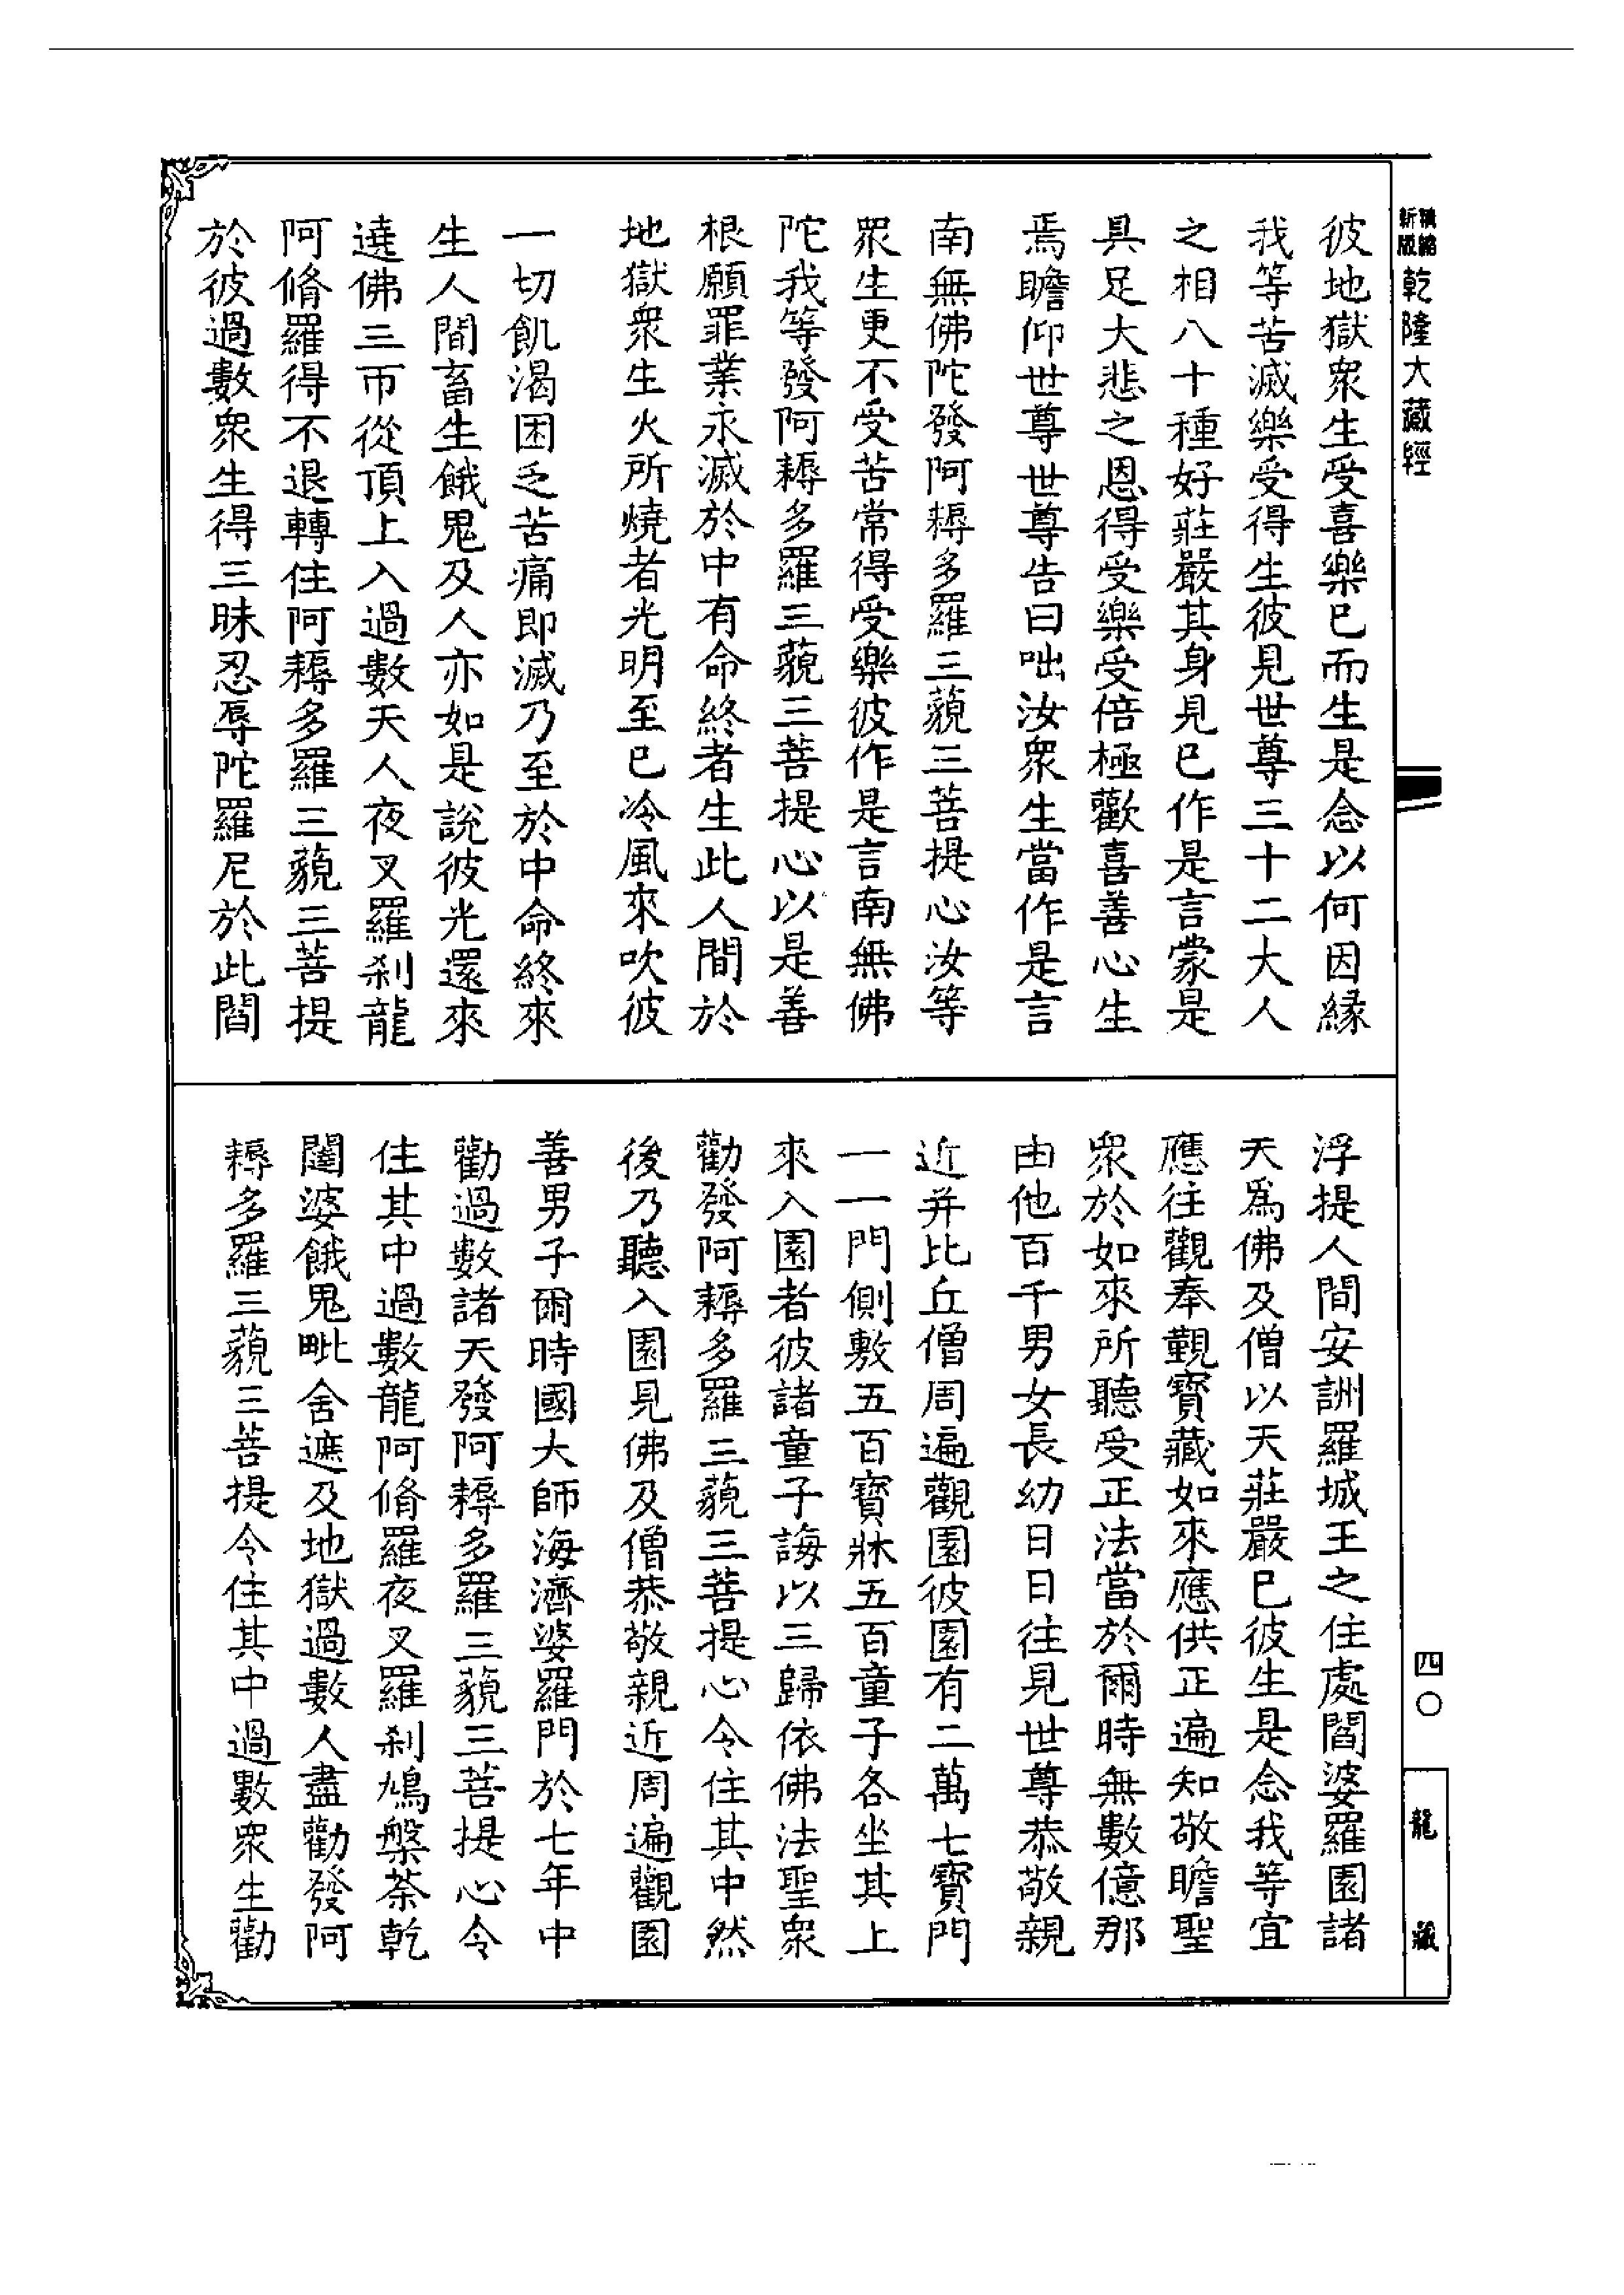 精縮新版 乾隆大藏經
彼地獄衆生受喜樂已而生是念以何因緣
我等苦滅樂受得生彼見世尊三十二大人
之相八十種好莊嚴其身見已作是言蒙是
具足大悲之恩得受樂受倍極歡喜善心生
焉瞻仰世尊世尊告曰咄汝衆生當作是言
南無佛陀發阿耨多羅三藐三菩提心汝等
衆生更不受苦常得受樂彼作是言南無佛
陀我等發阿耨多羅三藐三菩提心以是善
根願罪業永滅於中有命終者生此人間於
地獄衆生火所燒者光明至已冷風來吹彼
一切飢渴困乏苦痛即滅乃至於中命終來
生人間畜生餓鬼及人亦如是說彼光還來
遶佛三帀從頂上入過數天人夜叉羅刹龍
阿脩羅得不退轉住阿耨多羅三藐三菩提
於彼過數衆生得三昧忍辱陀羅尼於此閻
浮提人間安詶羅城王之住處閻婆羅園諸
天爲佛及僧以天莊嚴已彼生是念我等宜
應往觀奉覲寶藏如來應供正遍知敬瞻聖
衆於如來所聽受正法當於爾時無數億那
由他百千男女長幼日日往見世尊恭敬親
近并比丘僧周遍觀園彼園有二萬七寶門
一一門側敷五百寶牀五百童子各坐其上
來入園者彼諸童子誨以三歸依佛法聖衆
勸發阿耨多羅三藐三菩提心令住其中然
後乃聽入園見佛及僧恭敬親近周遍觀園
善男子爾時國大師海濟婆羅門於七年中
勸過數諸天發阿耨多羅三藐三菩提心令
住其中過數龍阿脩羅夜叉羅刹鳩槃荼乾
闥婆餓鬼毗舍遮及地獄過數人盡勸發阿
耨多羅三藐三菩提令住其中過數衆生勸
四〇
龍藏